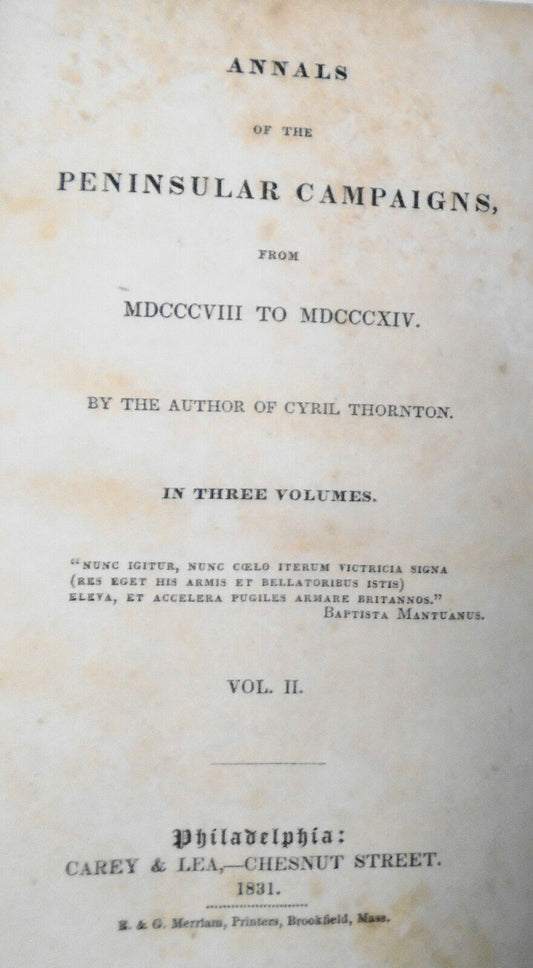 ANNALS
OF THE
PENINSULAR CAMPAIGNS,
FROM
MDCCCVIII TO MDCCCXIV.
BY THE AUTHOR OF CYRIL THORNTON.
IN THREE VOLUMES.
"NUNC IGITUR, NUNC CŒLO ITERUM VICTRICIA SIGNA
(RES EGET HIS ARMIS ET BELLATORIBUS ISTIS)
ELEVA, ET ACCELERA PUGILES ARMARE BRITANNOS."
BAPTISTA MANTUANUS.
VOL. II.
Philadelphia:
CAREY & LEA,—CHESNUT STREET.
1831.
E. & G. Merriam, Printers, Brookfield, Mass.